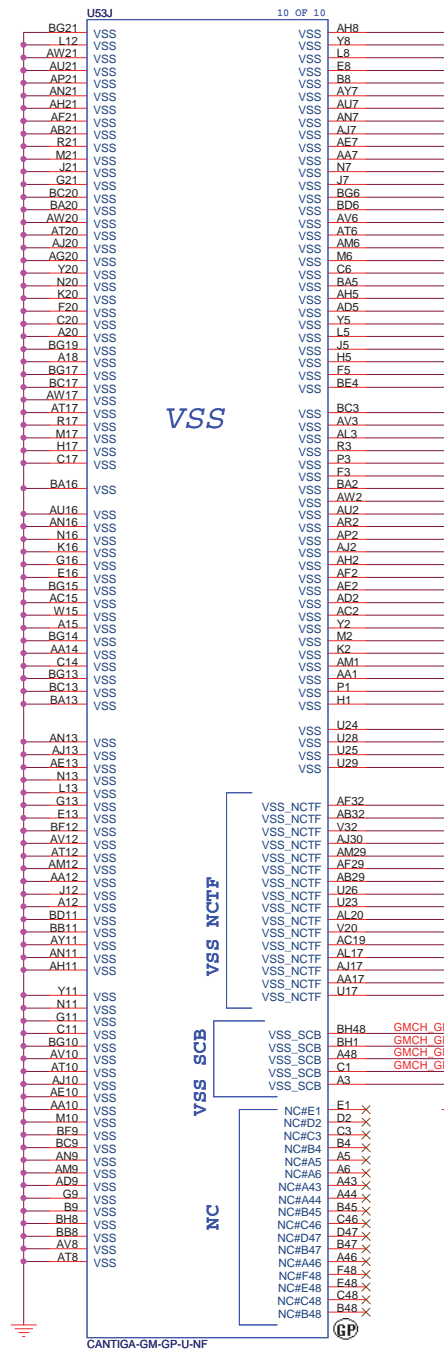 U53J
10 OF 10
BG21 VSS
L12 VSS
AW21 VSS
AU21 VSS
AP21 VSS
AN21 VSS
AH21 VSS
AF21 VSS
AB21 VSS
R21 VSS
M21 VSS
J21 VSS
G21 VSS
BC20 VSS
BA20 VSS
AW20 VSS
AT20 VSS
AJ20 VSS
AG20 VSS
Y20 VSS
N20 VSS
K20 VSS
F20 VSS
C20 VSS
A20 VSS
BG19 VSS
A18 VSS
BG17 VSS
BC17 VSS
AW17 VSS
AT17 VSS
R17 VSS
M17 VSS
H17 VSS
C17 VSS
BA16 VSS
AU16 VSS
AN16 VSS
N16 VSS
K16 VSS
G16 VSS
E16 VSS
BG15 VSS
AC15 VSS
W15 VSS
A15 VSS
BG14 VSS
AA14 VSS
C14 VSS
BG13 VSS
BC13 VSS
BA13 VSS
AN13 VSS
AJ13 VSS
AE13 VSS
N13 VSS
L13 VSS
G13 VSS
E13 VSS
BF12 VSS
AV12 VSS
AT12 VSS
AM12 VSS
AA12 VSS
J12 VSS
A12 VSS
BD11 VSS
BB11 VSS
AY11 VSS
AN11 VSS
AH11 VSS
Y11 VSS
N11 VSS
G11 VSS
C11 VSS
BG10 VSS
AV10 VSS
AT10 VSS
AJ10 VSS
AE10 VSS
AA10 VSS
M10 VSS
BF9 VSS
BC9 VSS
AN9 VSS
AM9 VSS
AD9 VSS
G9 VSS
B9 VSS
BH8 VSS
BB8 VSS
AV8 VSS
AT8 VSS
VSS
VSS AH8
VSS Y8
VSS L8
VSS E8
VSS B8
VSS AY7
VSS AU7
VSS AN7
VSS AJ7
VSS AE7
VSS AA7
VSS N7
VSS J7
VSS BG6
VSS BD6
VSS AV6
VSS AT6
VSS AM6
VSS M6
VSS C6
VSS BA5
VSS AH5
VSS AD5
VSS Y5
VSS L5
VSS J5
VSS H5
VSS F5
VSS BE4
VSS BC3
VSS AV3
VSS AL3
VSS R3
VSS P3
VSS F3
VSS BA2
VSS AW2
VSS AU2
VSS AR2
VSS AP2
VSS AJ2
VSS AH2
VSS AF2
VSS AE2
VSS AD2
VSS AC2
VSS Y2
VSS M2
VSS K2
VSS AM1
VSS AA1
VSS P1
VSS H1
VSS U24
VSS U28
VSS U25
VSS U29
VSS NCTF
VSS_NCTF AF32
VSS_NCTF AB32
VSS_NCTF V32
VSS_NCTF AJ30
VSS_NCTF AM29
VSS_NCTF AF29
VSS_NCTF AB29
VSS_NCTF U26
VSS_NCTF U23
VSS_NCTF AL20
VSS_NCTF V20
VSS_NCTF AC19
VSS_NCTF AL17
VSS_NCTF AJ17
VSS_NCTF AA17
VSS_NCTF U17
VSS SCB
VSS_SCB BH48 GMCH_G
VSS_SCB BH1 GMCH_G
VSS_SCB A48 GMCH_G
VSS_SCB C1 GMCH_G
VSS_SCB A3
NC
NC#E1 E1
NC#D2 D2
NC#C3 C3
NC#B4 B4
NC#A5 A5
NC#A6 A6
NC#A43 A43
NC#A44 A44
NC#B45 B45
NC#C46 C46
NC#D47 D47
NC#B47 B47
NC#A46 A46
NC#F48 F48
NC#E48 E48
NC#C48 C48
NC#B48 B48
GP
CANTIGA-GM-GP-U-NF